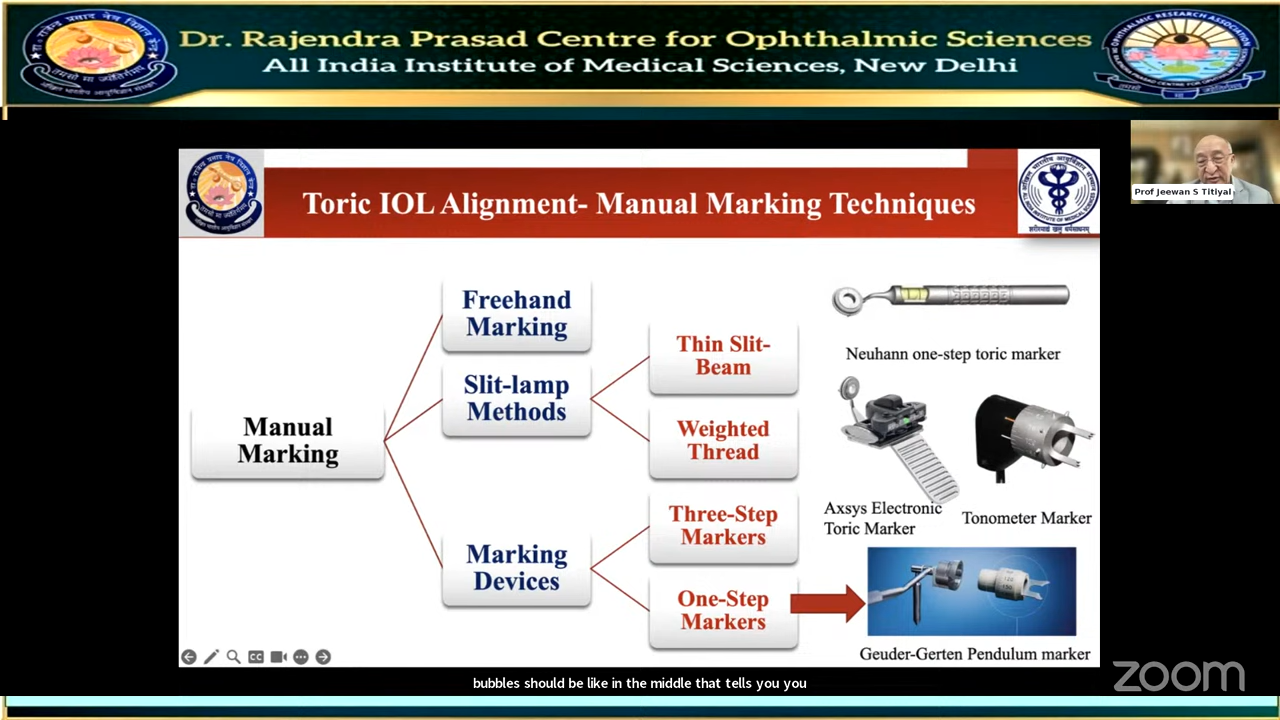 Dr. Rajendra Prasad Centre for Ophthalmic Sciences
All India Institute of Medical Sciences, New Delhi
Prof Jeewan S Titiyal
Toric IOL Alignment- Manual Marking Techniques
Manual
Marking
Freehand
Marking
Slit-lamp
Methods
Marking
Devices
Thin Slit-
Beam
Weighted
Thread
Three-Step
Markers
One-Step
Markers
Neuhann one-step toric marker
Axsys Electronic
Toric Marker
Tonometer Marker
Geuder-Gerten Pendulum marker
CC
bubbles should be like in the middle that tells you you
zoom